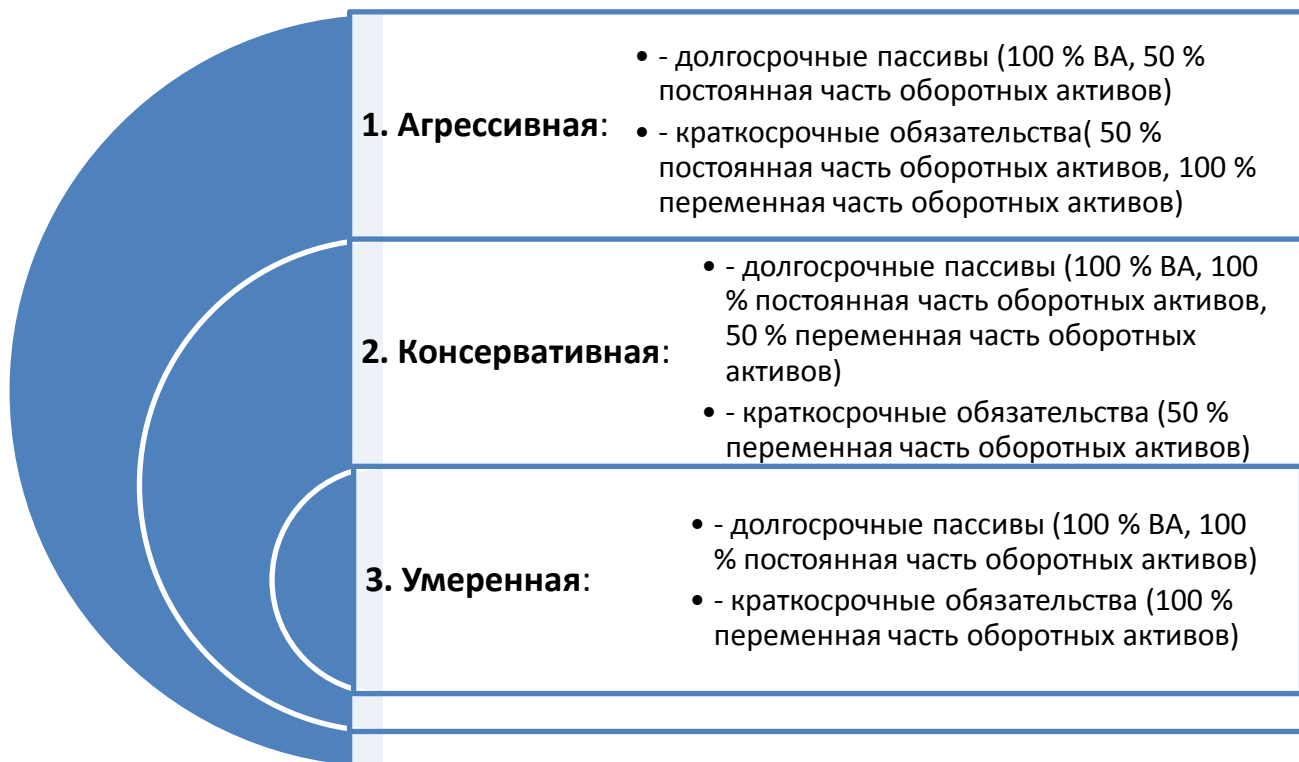 1. Агрессивная:
• - долгосрочные пассивы (100 % ВА, 50 %
постоянная часть оборотных активов)
• - краткосрочные обязательства( 50 %
постоянная часть оборотных активов, 100 %
переменная часть оборотных активов)
2. Консервативная:
• - долгосрочные пассивы (100 % ВА, 100
% постоянная часть оборотных активов,
50 % переменная часть оборотных
активов)
• - краткосрочные обязательства (50 %
переменная часть оборотных активов)
3. Умеренная:
• - долгосрочные пассивы (100 % ВА, 100
% постоянная часть оборотных активов)
• - краткосрочные обязательства (100 %
переменная часть оборотных активов)